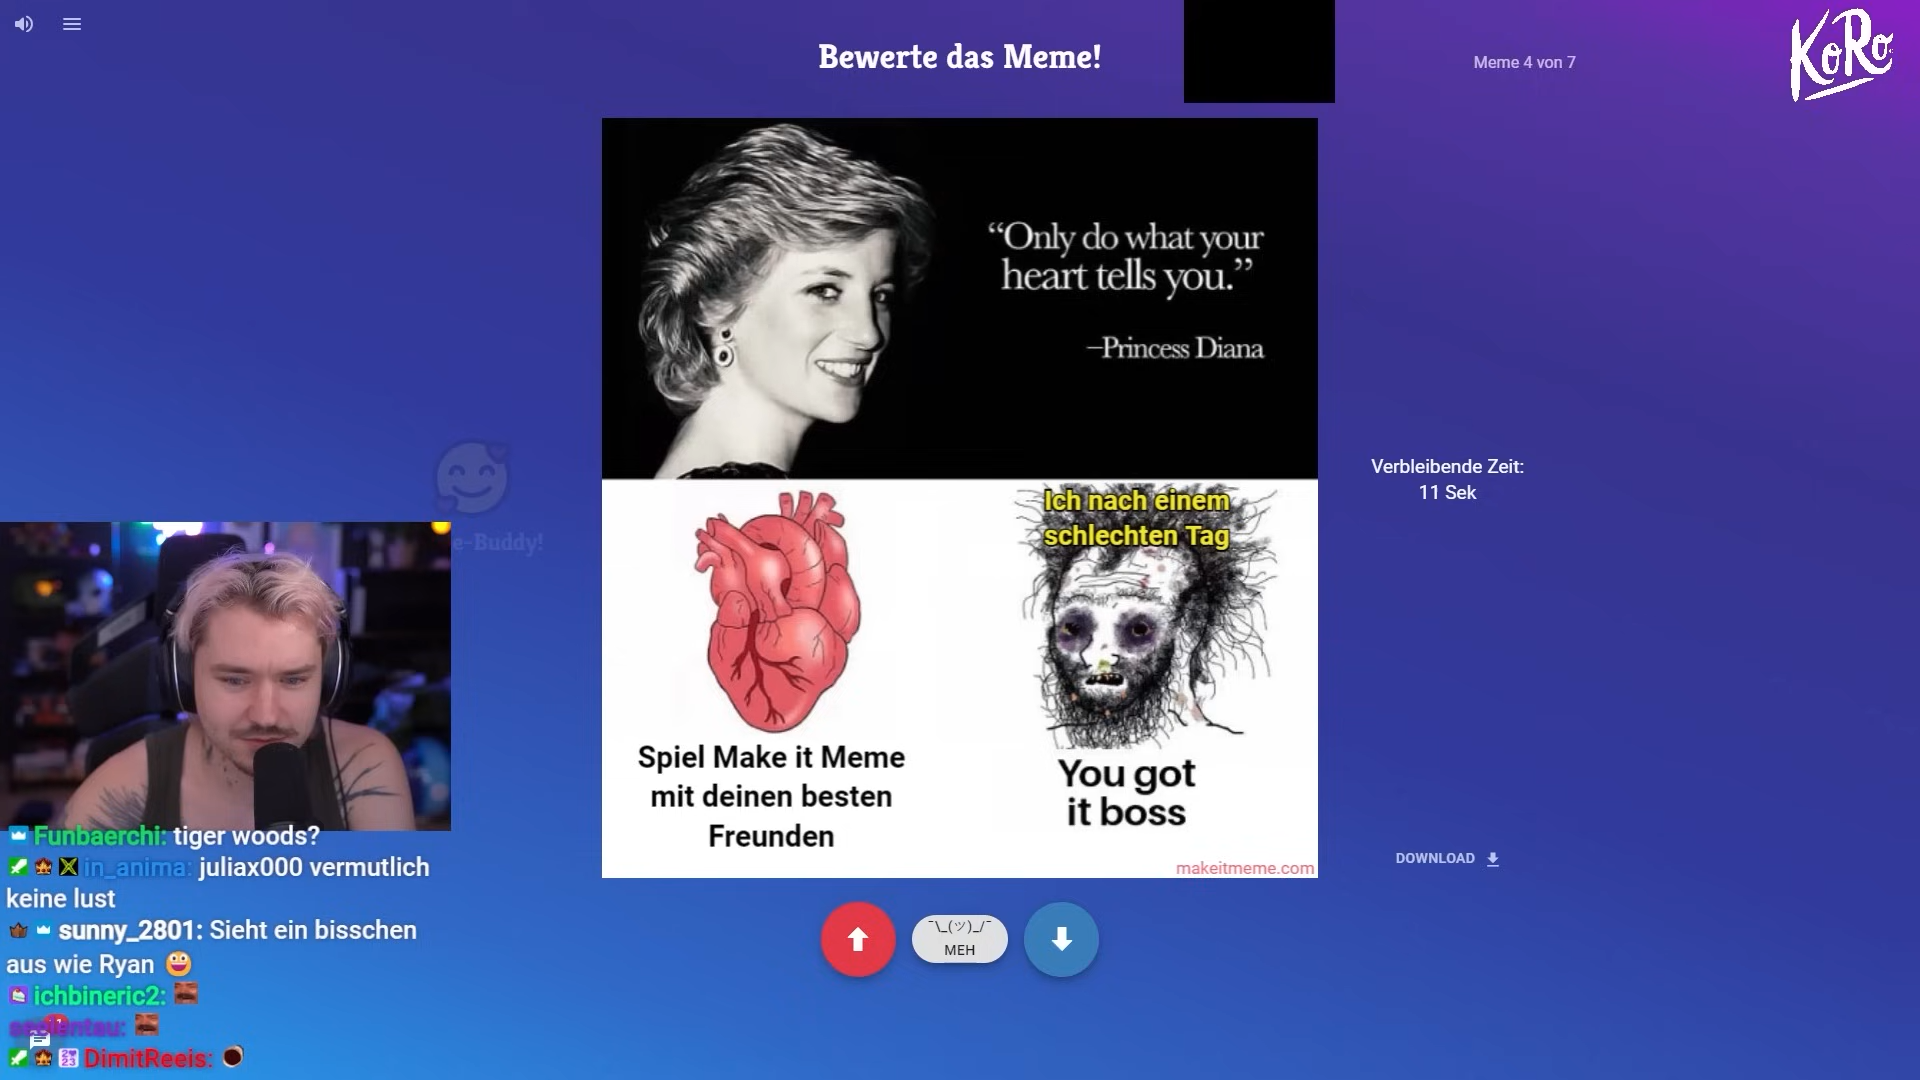 Bewerte das Meme!
Meme 4 von 7
KoRo
“Only do what your
heart tells you.”
–Princess Diana
Ich nach einem
schlechten Tag
Spiel Make it Meme
mit deinen besten
Freunden
You got
it boss
makeitmeme.com
Verbleibende Zeit:
11 Sek
DOWNLOAD
e-Buddy!
¯\_(ツ)_/¯
MEH
Funbaerchi: tiger woods?
in_anima: juliax000 vermutlich
keine lust
sunny_2801: Sieht ein bisschen
aus wie Ryan
ichbineric2:
DimitReeis: